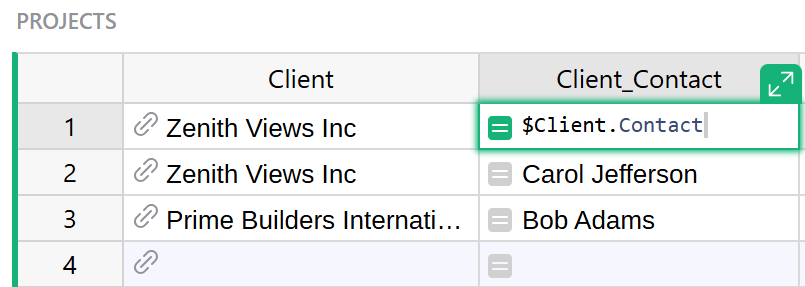 PROJECTS
Client Client_Contact
1 Zenith Views Inc $Client.Contact
2 Zenith Views Inc Carol Jefferson
3 Prime Builders Internati… Bob Adams
4